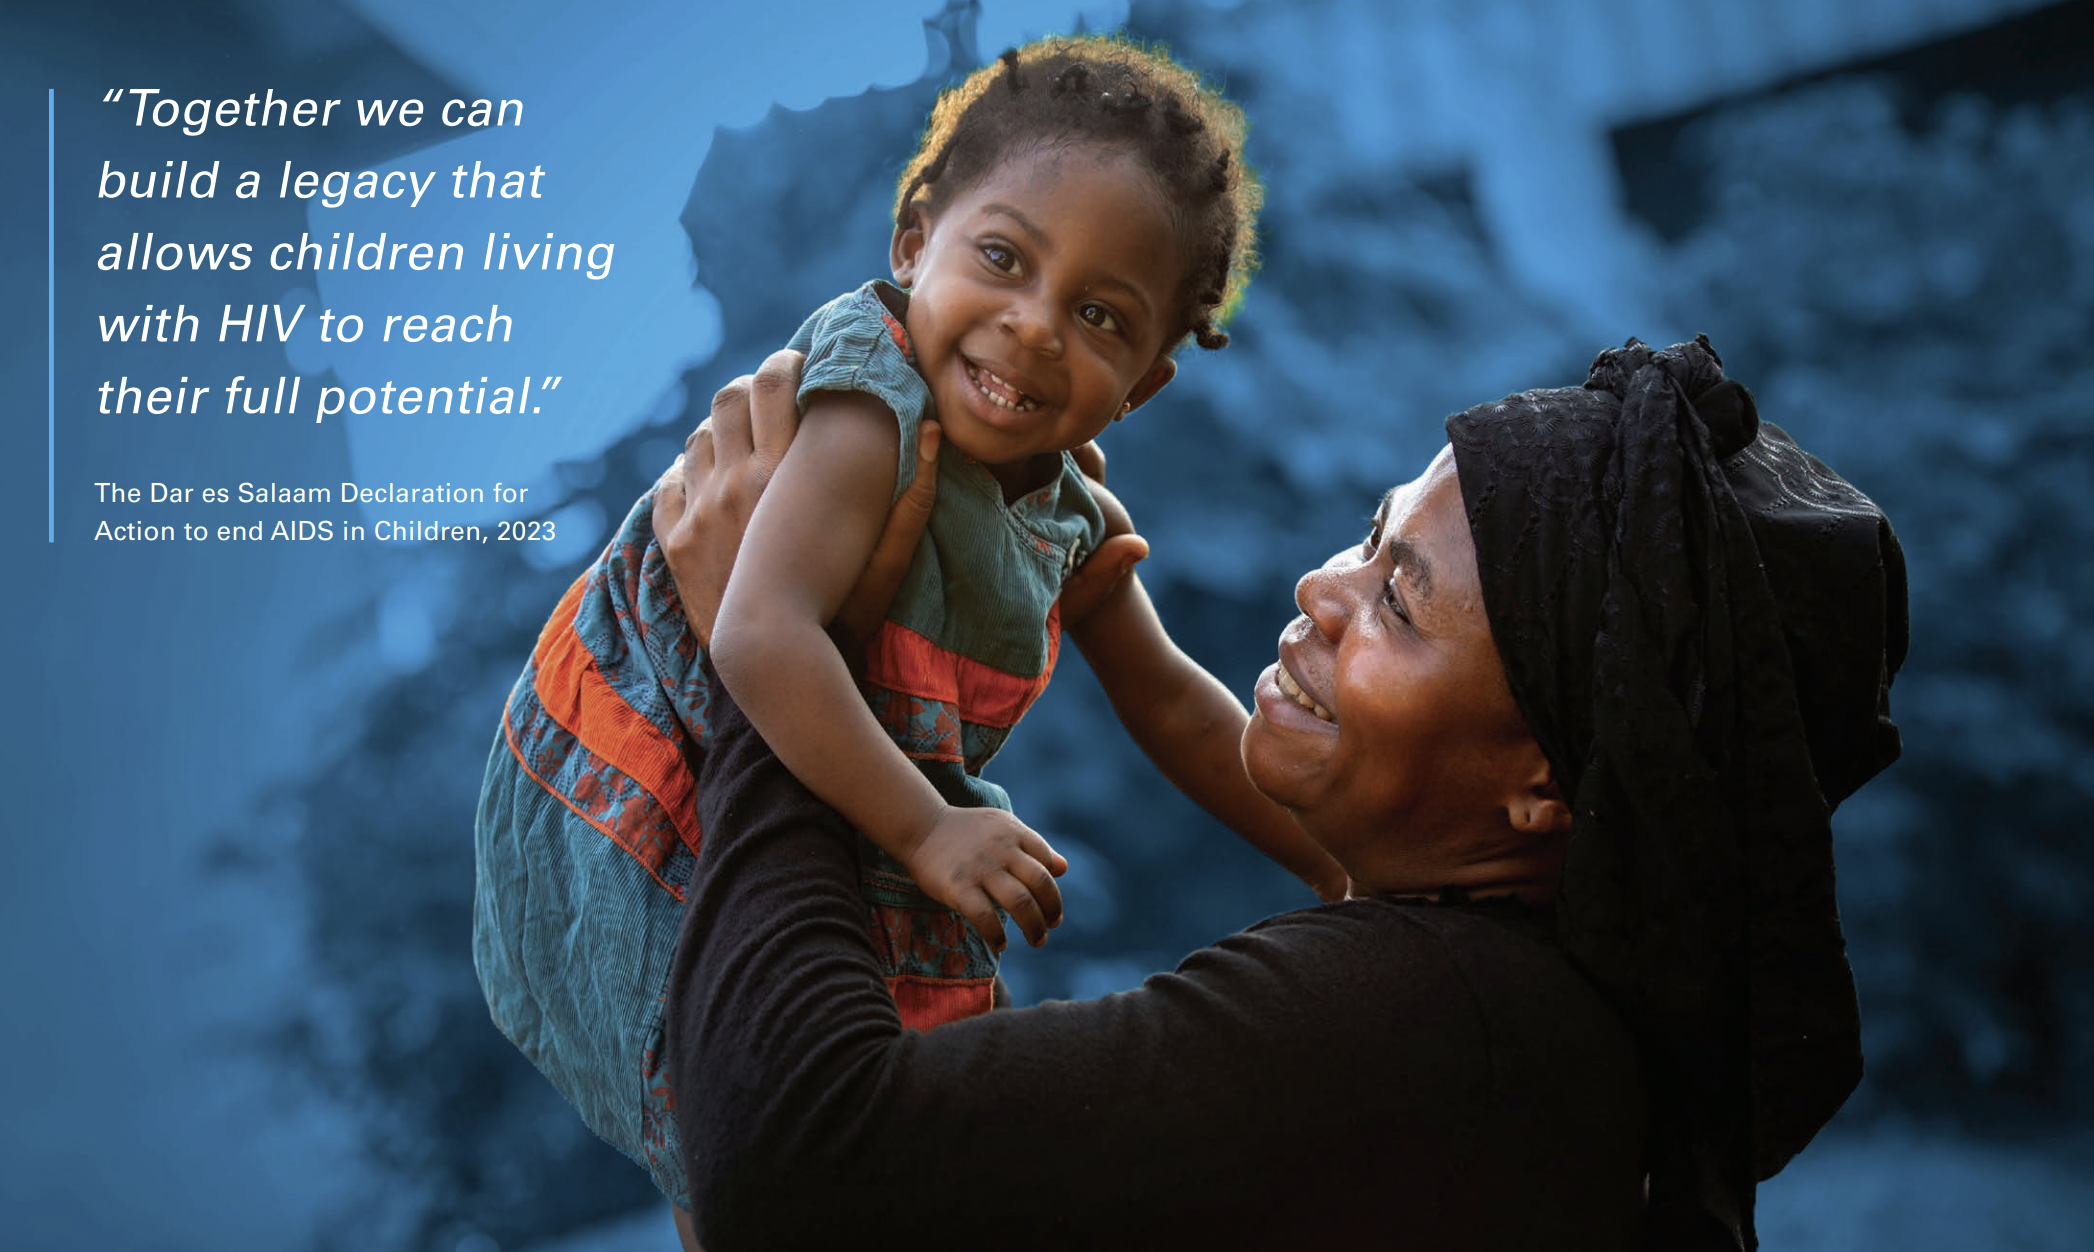 “Together we can
build a legacy that
allows children living
with HIV to reach
their full potential.”
The Dar es Salaam Declaration for
Action to end AIDS in Children, 2023